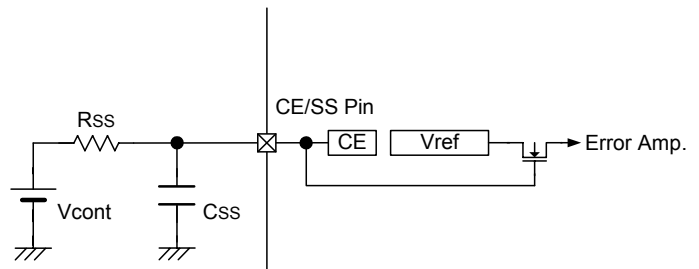 CE/SS Pin
RSS
CE
Vref
Error Amp.
Vcont
CSS